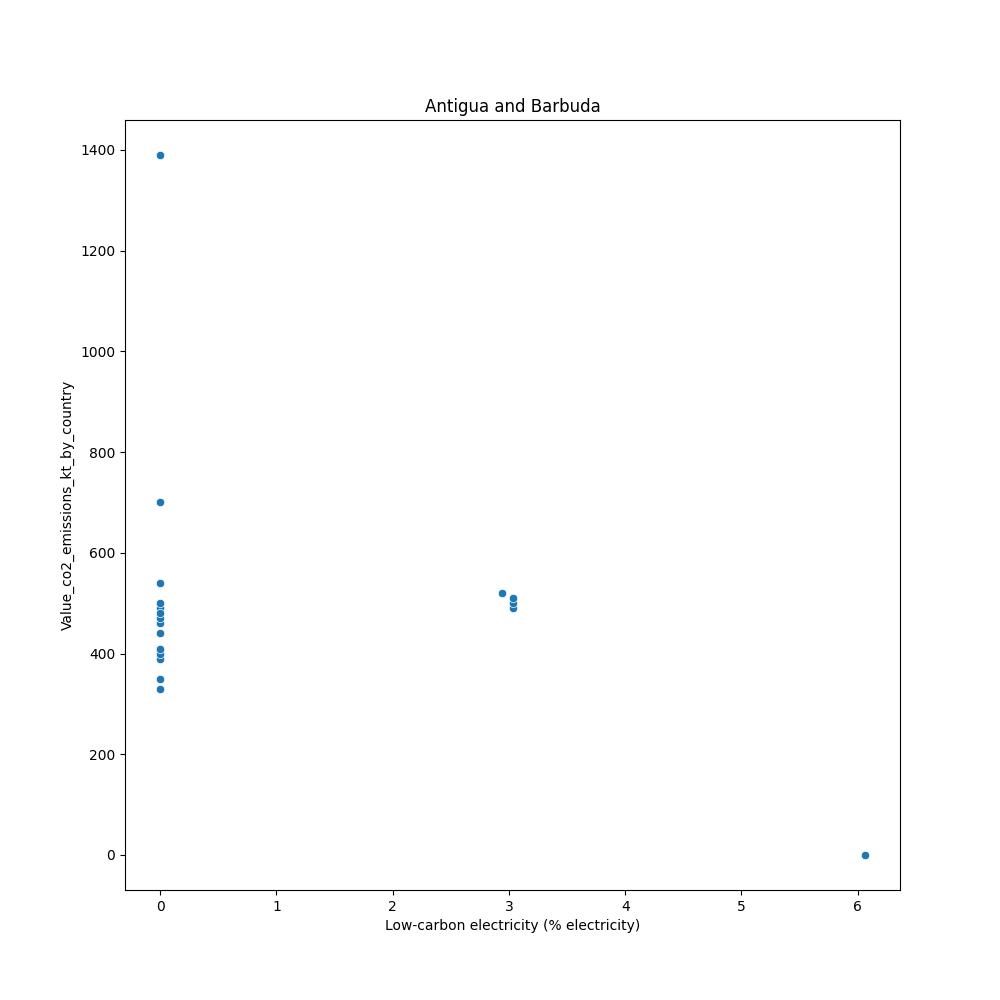 Antigua and Barbuda
1400
1200
1000
800
600
400
200
0
Value_co2_emissions_kt_by_country
0 1 2 3 4 5 6
Low-carbon electricity (% electricity)